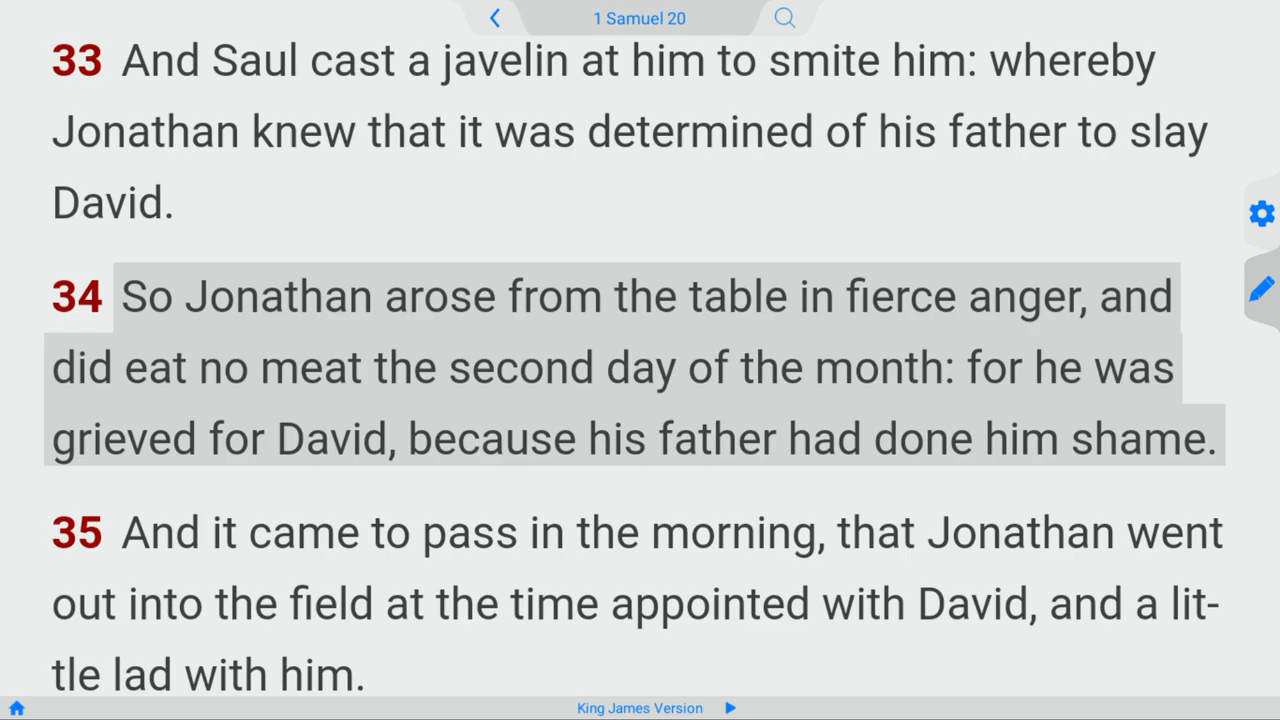 1 Samuel 20
33 And Saul cast a javelin at him to smite him: whereby
Jonathan knew that it was determined of his father to slay
David.
34 So Jonathan arose from the table in fierce anger, and
did eat no meat the second day of the month: for he was
grieved for David, because his father had done him shame.
35 And it came to pass in the morning, that Jonathan went
out into the field at the time appointed with David, and a lit-
tle lad with him.
King James Version